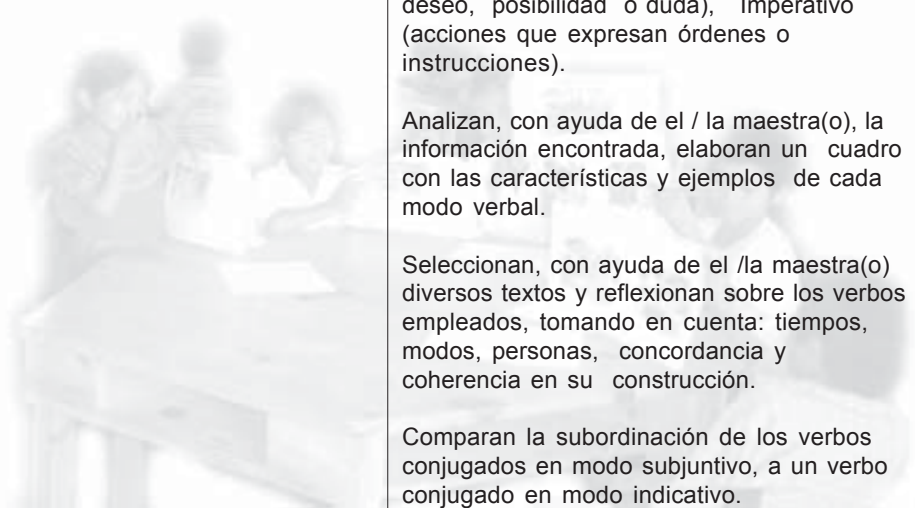 deseo, posibilidad o duda), Imperativo
(acciones que expresan órdenes o
instrucciones).
Analizan, con ayuda de el / la maestra(o), la
información encontrada, elaboran un cuadro
con las características y ejemplos de cada
modo verbal.
Seleccionan, con ayuda de el /la maestra(o)
diversos textos y reflexionan sobre los verbos
empleados, tomando en cuenta: tiempos,
modos, personas, concordancia y
coherencia en su construcción.
Comparan la subordinación de los verbos
conjugados en modo subjuntivo, a un verbo
conjugado en modo indicativo.